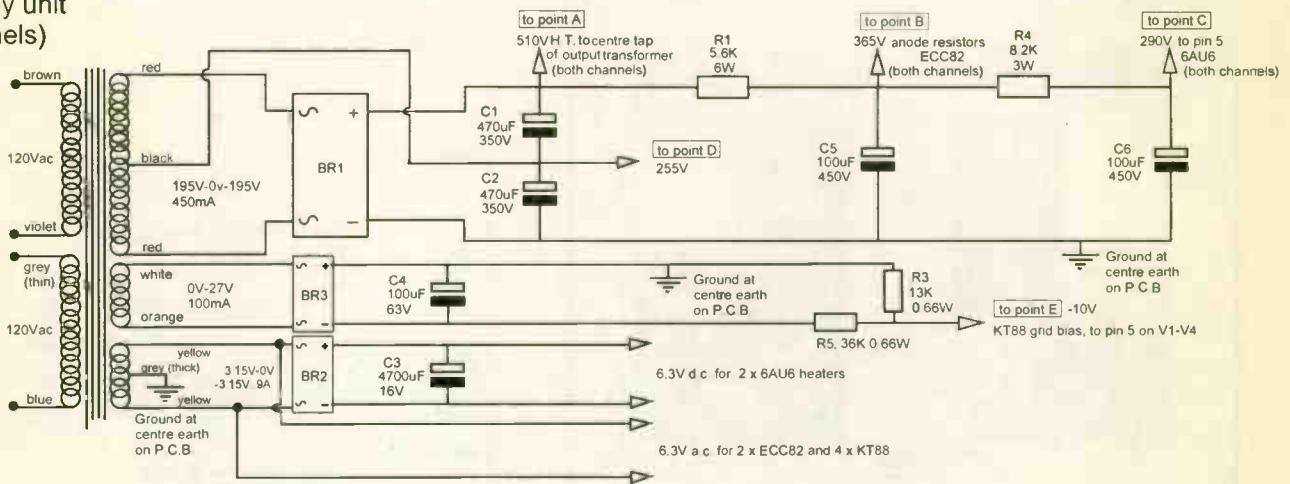 y unit
nels)
brown
120Vac
violet
grey
(thin)
120Vac
blue
red
black
195V-0v-195V
450mA
red
white
0V-27V
100mA
orange
yellow
grey (thick)
3 15V-0V
-3 15V 9A
yellow
Ground at
centre earth
on P.C.B
BR1
BR3
BR2
to point A
510V H.T. to centre tap
of output transformer
(both channels)
C1
470uF
350V
C2
470uF
350V
to point D
255V
R1
5.6K
6W
to point B
365V anode resistors
ECC82
(both channels)
C5
100uF
450V
R4
8.2K
3W
to point C
290V to pin 5
6AU6
(both channels)
C6
100uF
450V
Ground at
centre earth
on P C B
C4
100uF
63V
Ground at
centre earth
on P C B
R3
13K
0 66W
R5, 36K 0 66W
to point E -10V
KT88 grid bias, to pin 5 on V1-V4
C3
4700uF
16V
6.3V d c for 2 x 6AU6 heaters
6.3V a c for 2 x ECC82 and 4 x KT88